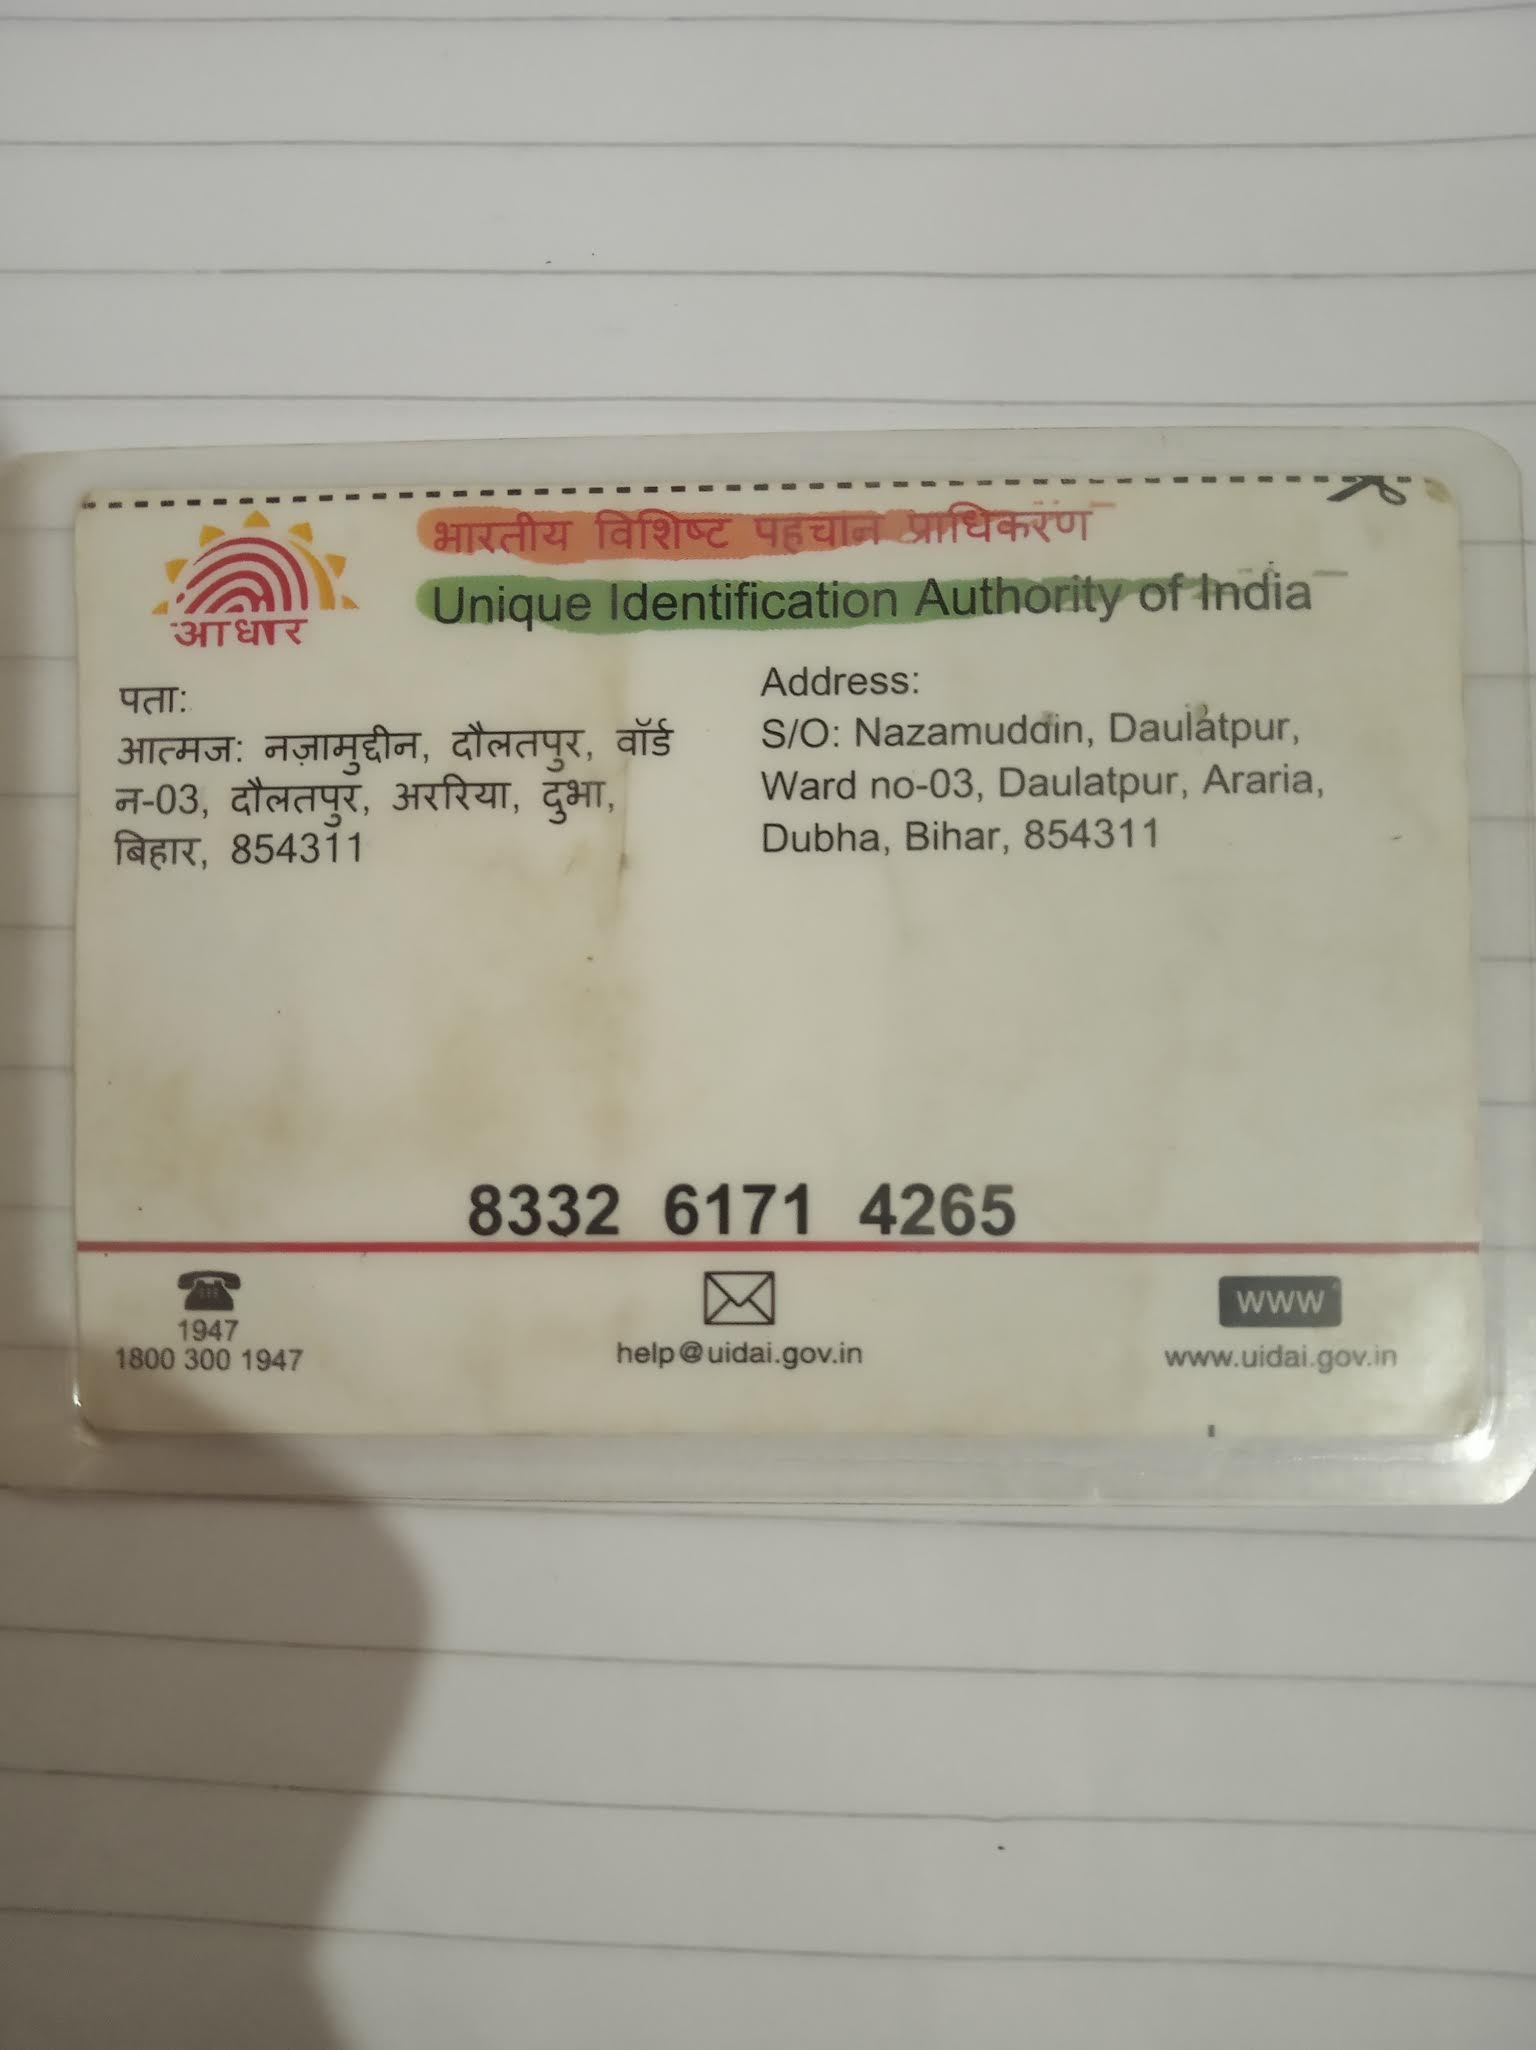 भारतीय विशिष्ट पहचान प्राधिकरण
Unique Identification Authority of India
आधार
पता:
आत्मज: नज़ामुद्दीन, दौलतपुर, वॉर्ड
न-03, दौलतपुर, अररिया, दुभा,
बिहार, 854311
Address:
S/O: Nazamuddin, Daulatpur,
Ward no-03, Daulatpur, Araria,
Dubha, Bihar, 854311
8332 6171 4265
1947
1800 300 1947
help@uidai.gov.in
www
www.uidai.gov.in